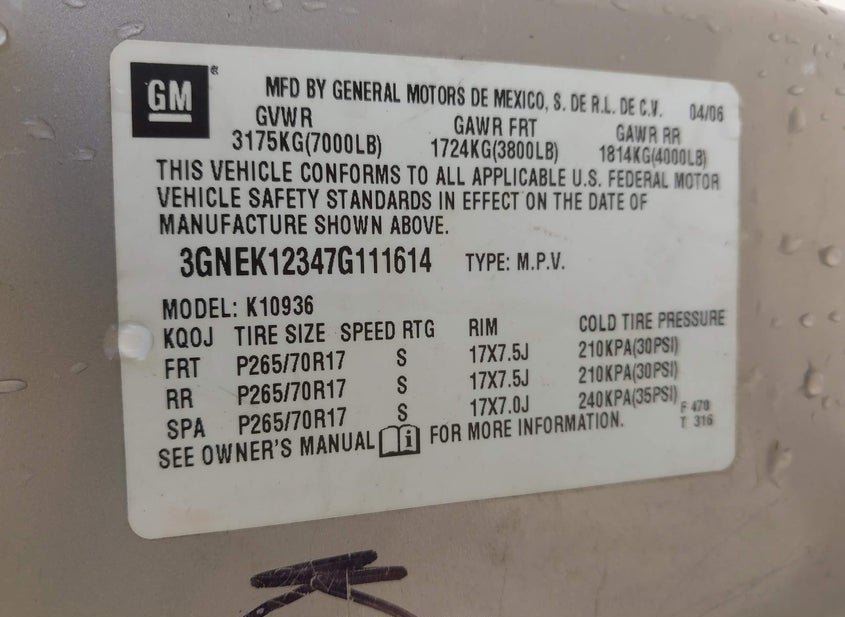 GM ®
MFD BY GENERAL MOTORS DE MEXICO, S. DE R.L. DE C.V. 04/06
GVWR GAWR FRT GAWR RR
3175KG(7000LB) 1724KG(3800LB) 1814KG(4000LB)
THIS VEHICLE CONFORMS TO ALL APPLICABLE U.S. FEDERAL MOTOR
VEHICLE SAFETY STANDARDS IN EFFECT ON THE DATE OF
MANUFACTURE SHOWN ABOVE.
3GNEK12347G111614 TYPE: M.P.V.
MODEL: K10936
KQOJ TIRE SIZE SPEED RTG RIM COLD TIRE PRESSURE
FRT P265/70R17 S 17X7.5J 210KPA(30PSI)
RR P265/70R17 S 17X7.5J 210KPA(30PSI)
SPA P265/70R17 S 17X7.0J 240KPA(35PSI)
F 470
T 316
SEE OWNER'S MANUAL i FOR MORE INFORMATION.